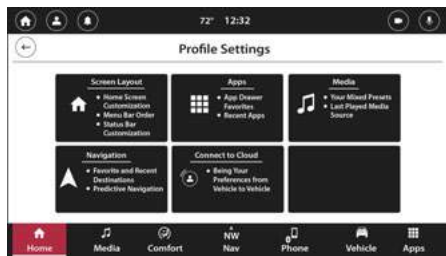 72° 12:32
Profile Settings
Screen Layout
• Home Screen
Customization
• Menu Bar Order
• Status Bar
Customization
Apps
• App Drawer
Favorites
• Recent Apps
Media
• Your Mixed Presets
• Last Played Media
Source
Navigation
• Favorite and Recent
Destinations
• Predictive Navigation
Connect to Cloud
• Being Your
Preferences from
Vehicle to Vehicle
NW
Home Media Comfort Nav Phone Vehicle Apps